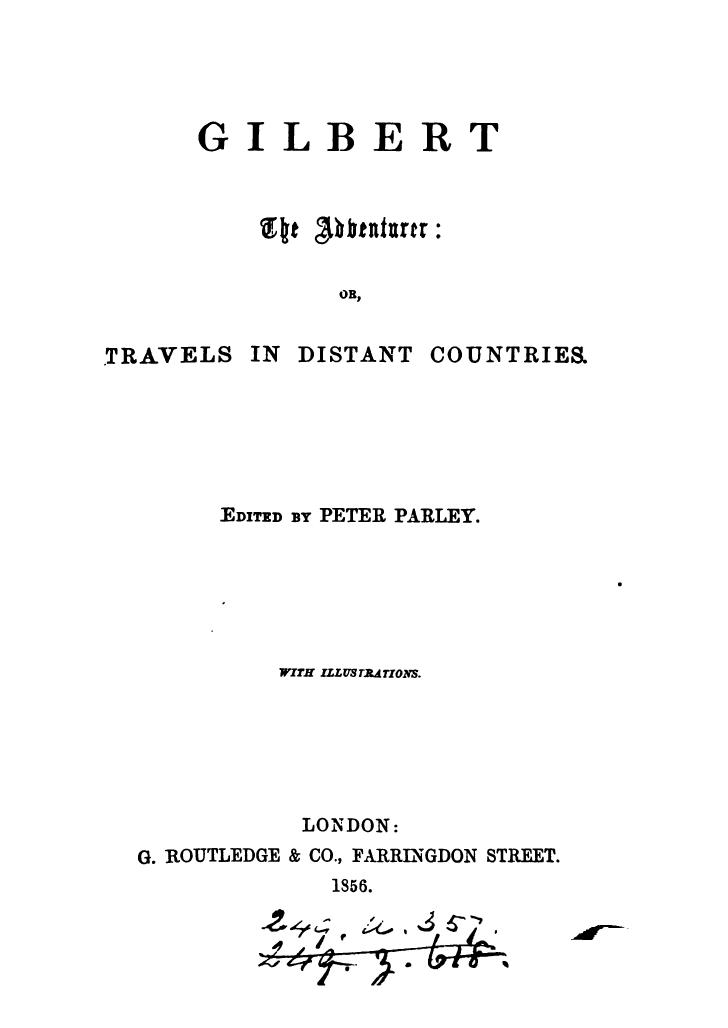 GILBERT
The Adventurer:
OR,
TRAVELS IN DISTANT COUNTRIES.
EDITED BY PETER PARLEY.
WITH ILLUSTRATIONS.
LONDON:
G. ROUTLEDGE & CO., FARRINGDON STREET.
1856.
249. u. 357.
249. z. 618.